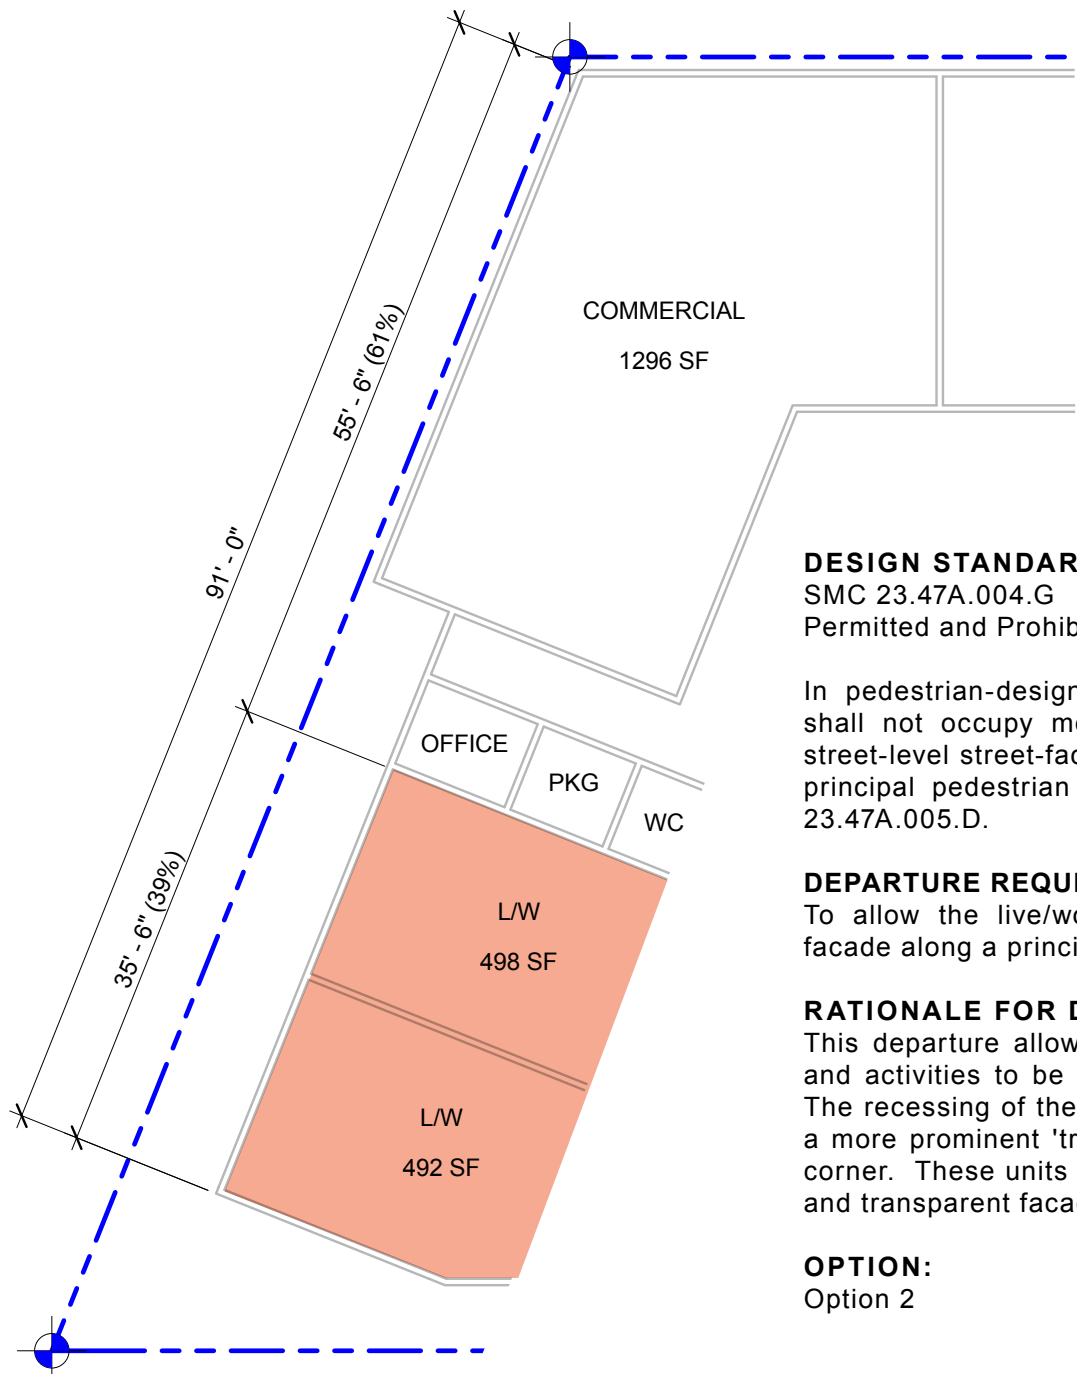 COMMERCIAL
1296 SF
55' - 6" (61%)
91' - 0"
35' - 6" (39%)
OFFICE
PKG
WC
L/W
498 SF
L/W
492 SF
DESIGN STANDAR
SMC 23.47A.004.G
Permitted and Prohib
In pedestrian-design
shall not occupy mo
street-level street-fac
principal pedestrian
23.47A.005.D.
DEPARTURE REQUI
To allow the live/wo
facade along a princi
RATIONALE FOR D
This departure allow
and activities to be
The recessing of the
a more prominent 'tr
corner. These units
and transparent faca
OPTION:
Option 2